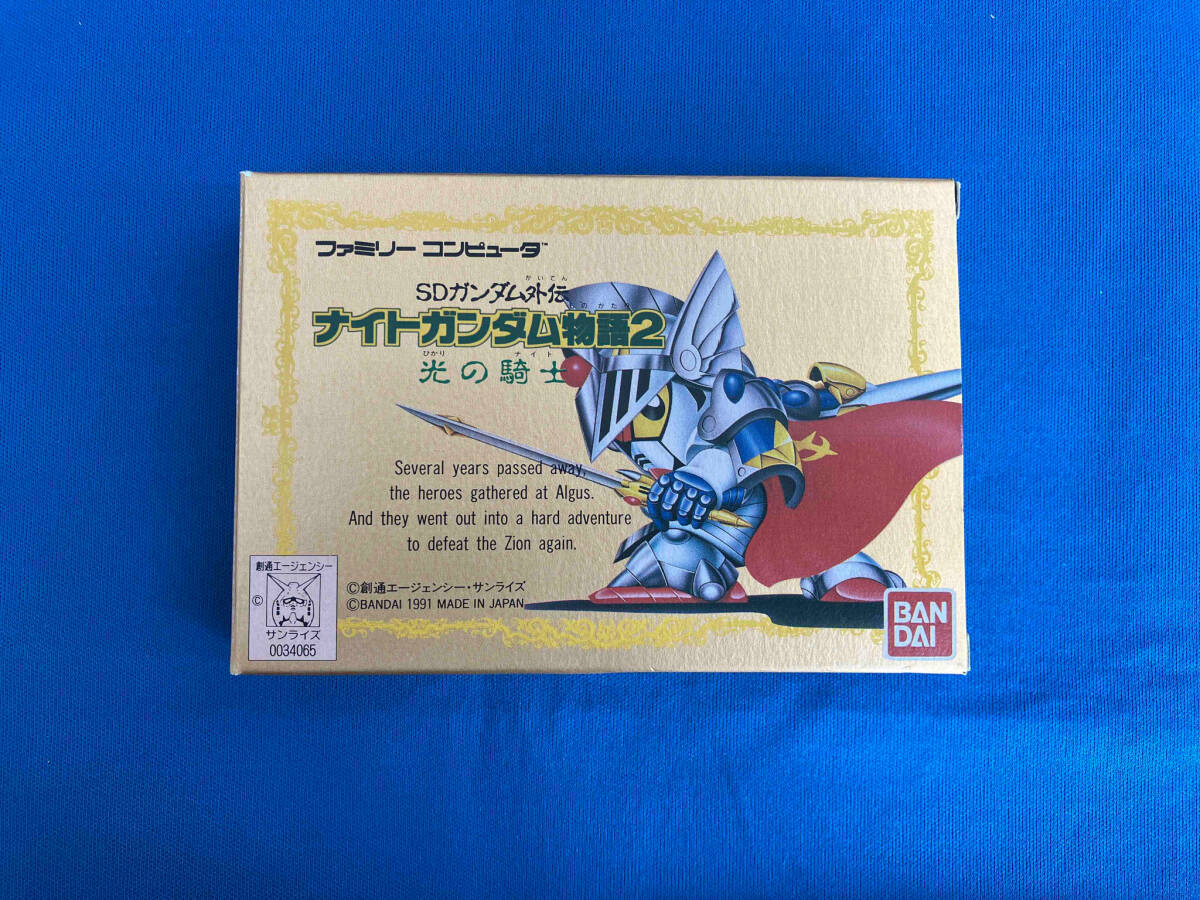 ファミリー コンピュータ™
かいでん
SDガンダム外伝
ものがたり
ナイトガンダム物語2
ひかり ナイト
光の騎士
Several years passed away,
the heroes gathered at Algus.
And they went out into a hard adventure
to defeat the Zion again.
創通エージェンシー
©
サンライズ
0034065
©創通エージェンシー・サンライズ
©BANDAI 1991 MADE IN JAPAN
BAN
DAI